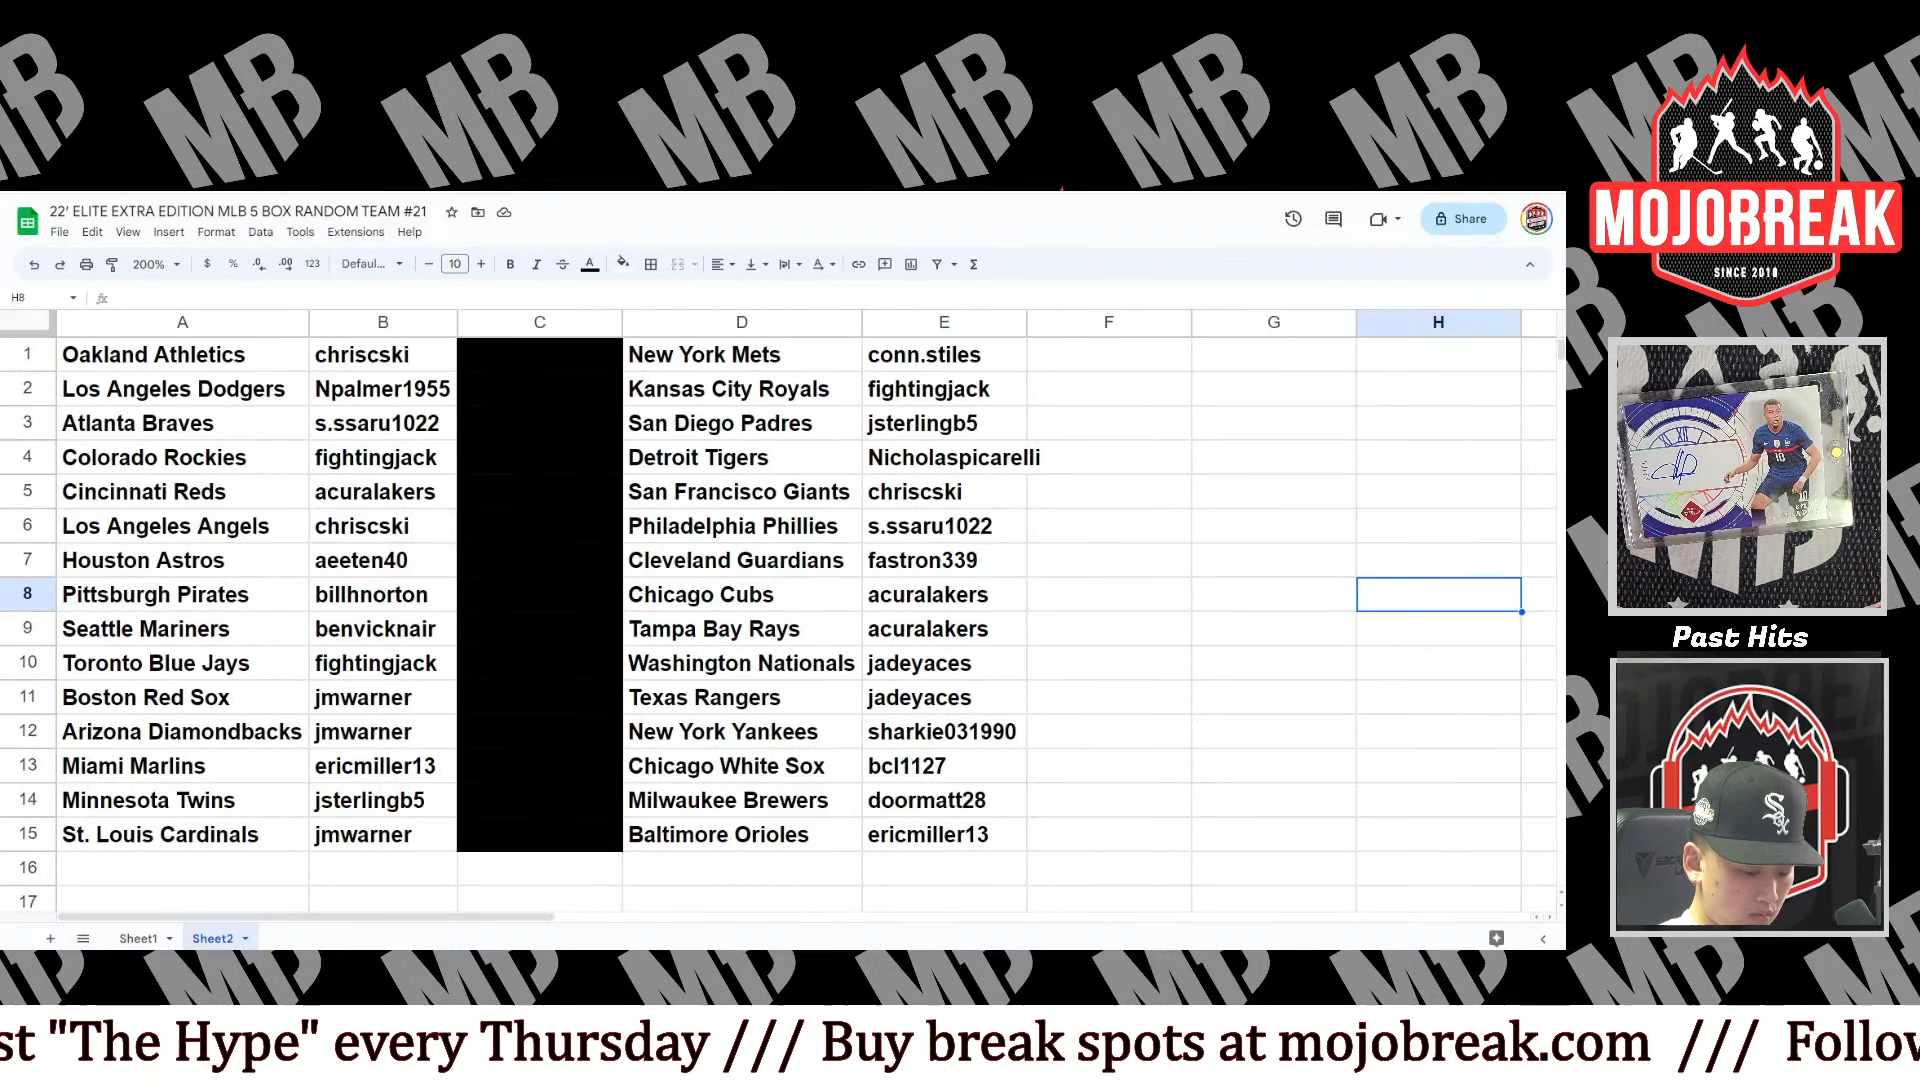 22' ELITE EXTRA EDITION MLB 5 BOX RANDOM TEAM #21
File Edit View Insert Format Data Tools Extensions Help
Share
200% $ % .0 .00 123 Defaul... − 10 + B I A Σ
H8 fx
A B C D E F G H
1 Oakland Athletics chriscski New York Mets conn.stiles
2 Los Angeles Dodgers Npalmer1955 Kansas City Royals fightingjack
3 Atlanta Braves s.ssaru1022 San Diego Padres jsterlingb5
4 Colorado Rockies fightingjack Detroit Tigers Nicholaspicarelli
5 Cincinnati Reds acuralakers San Francisco Giants chriscski
6 Los Angeles Angels chriscski Philadelphia Phillies s.ssaru1022
7 Houston Astros aeeten40 Cleveland Guardians fastron339
8 Pittsburgh Pirates billhnorton Chicago Cubs acuralakers
9 Seattle Mariners benvicknair Tampa Bay Rays acuralakers
10 Toronto Blue Jays fightingjack Washington Nationals jadeyaces
11 Boston Red Sox jmwarner Texas Rangers jadeyaces
12 Arizona Diamondbacks jmwarner New York Yankees sharkie031990
13 Miami Marlins ericmiller13 Chicago White Sox bcl1127
14 Minnesota Twins jsterlingb5 Milwaukee Brewers doormatt28
15 St. Louis Cardinals jmwarner Baltimore Orioles ericmiller13
16
17
+ Sheet1 Sheet2
MOJOBREAK
SINCE 2010
Past Hits
st "The Hype" every Thursday /// Buy break spots at mojobreak.com /// Follow